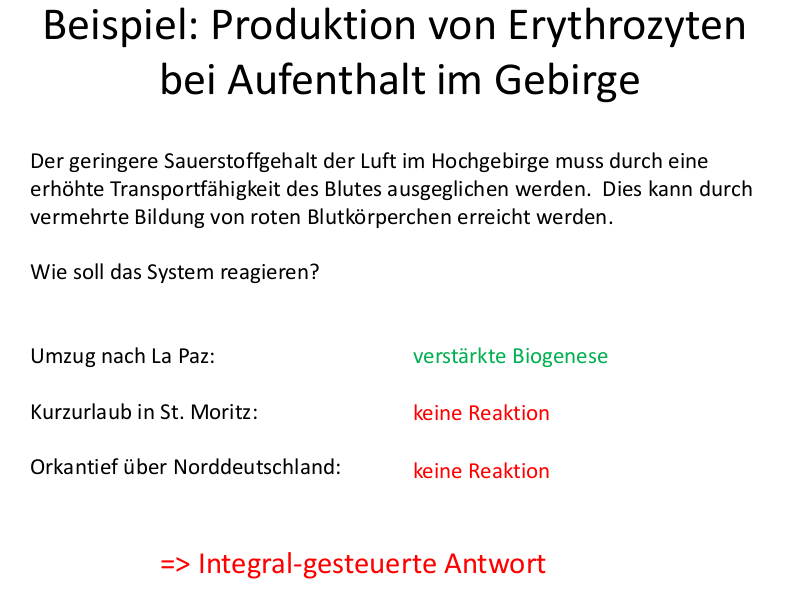 Beispiel: Produktion von Erythrozyten
bei Aufenthalt im Gebirge
Der geringere Sauerstoffgehalt der Luft im Hochgebirge muss durch eine
erhöhte Transportfähigkeit des Blutes ausgeglichen werden.  Dies kann durch
vermehrte Bildung von roten Blutkörperchen erreicht werden.
Wie soll das System reagieren?
Umzug nach La Paz: verstärkte Biogenese
Kurzurlaub in St. Moritz: keine Reaktion
Orkantief über Norddeutschland: keine Reaktion
=> Integral-gesteuerte Antwort